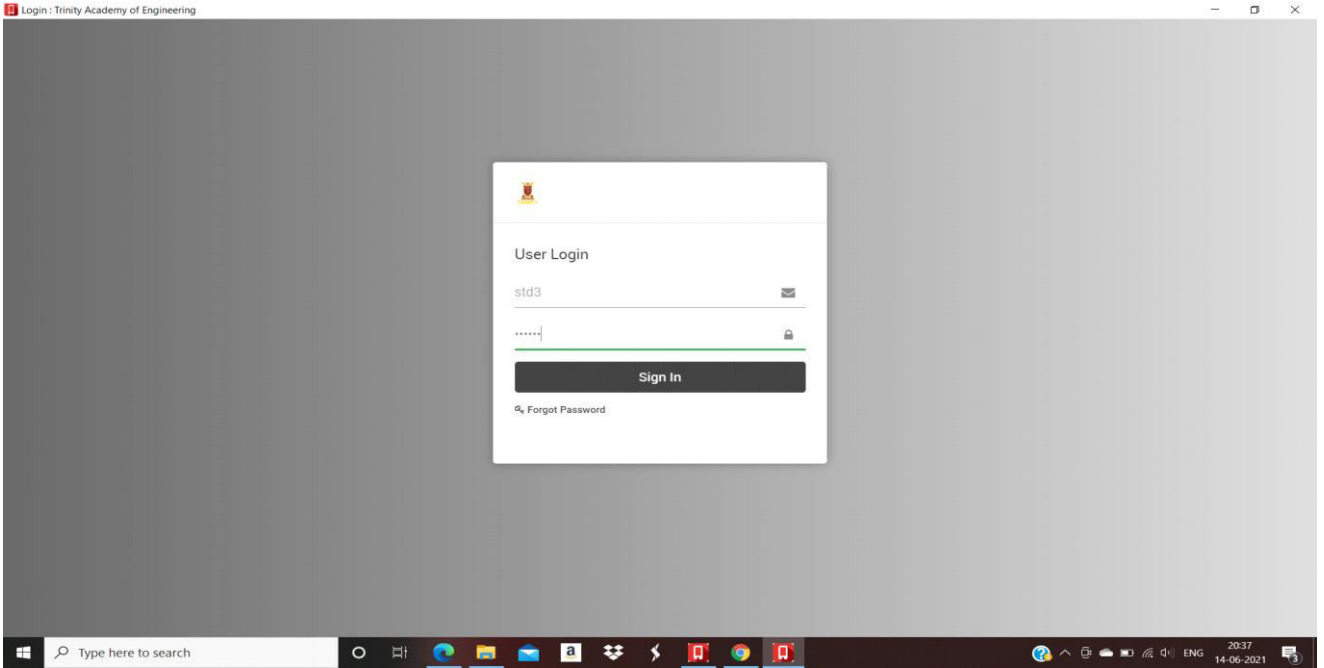 Login : Trinity Academy of Engineering
User Login
std3
••••••
Sign In
Forgot Password
Type here to search
a
ENG
20:37
14-06-2021
3